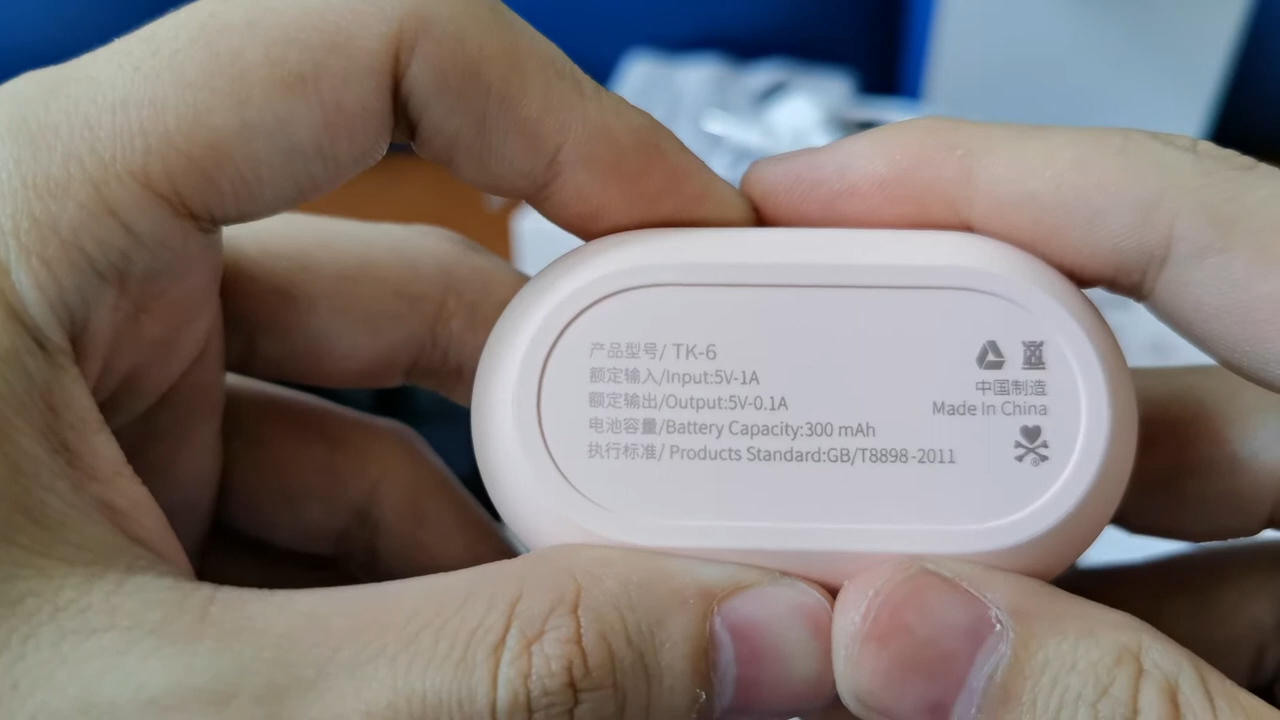 产品型号/ TK-6
额定输入/Input:5V-1A
额定输出/Output:5V-0.1A
电池容量/Battery Capacity:300 mAh
执行标准/ Products Standard:GB/T8898-2011
中国制造
Made In China
®